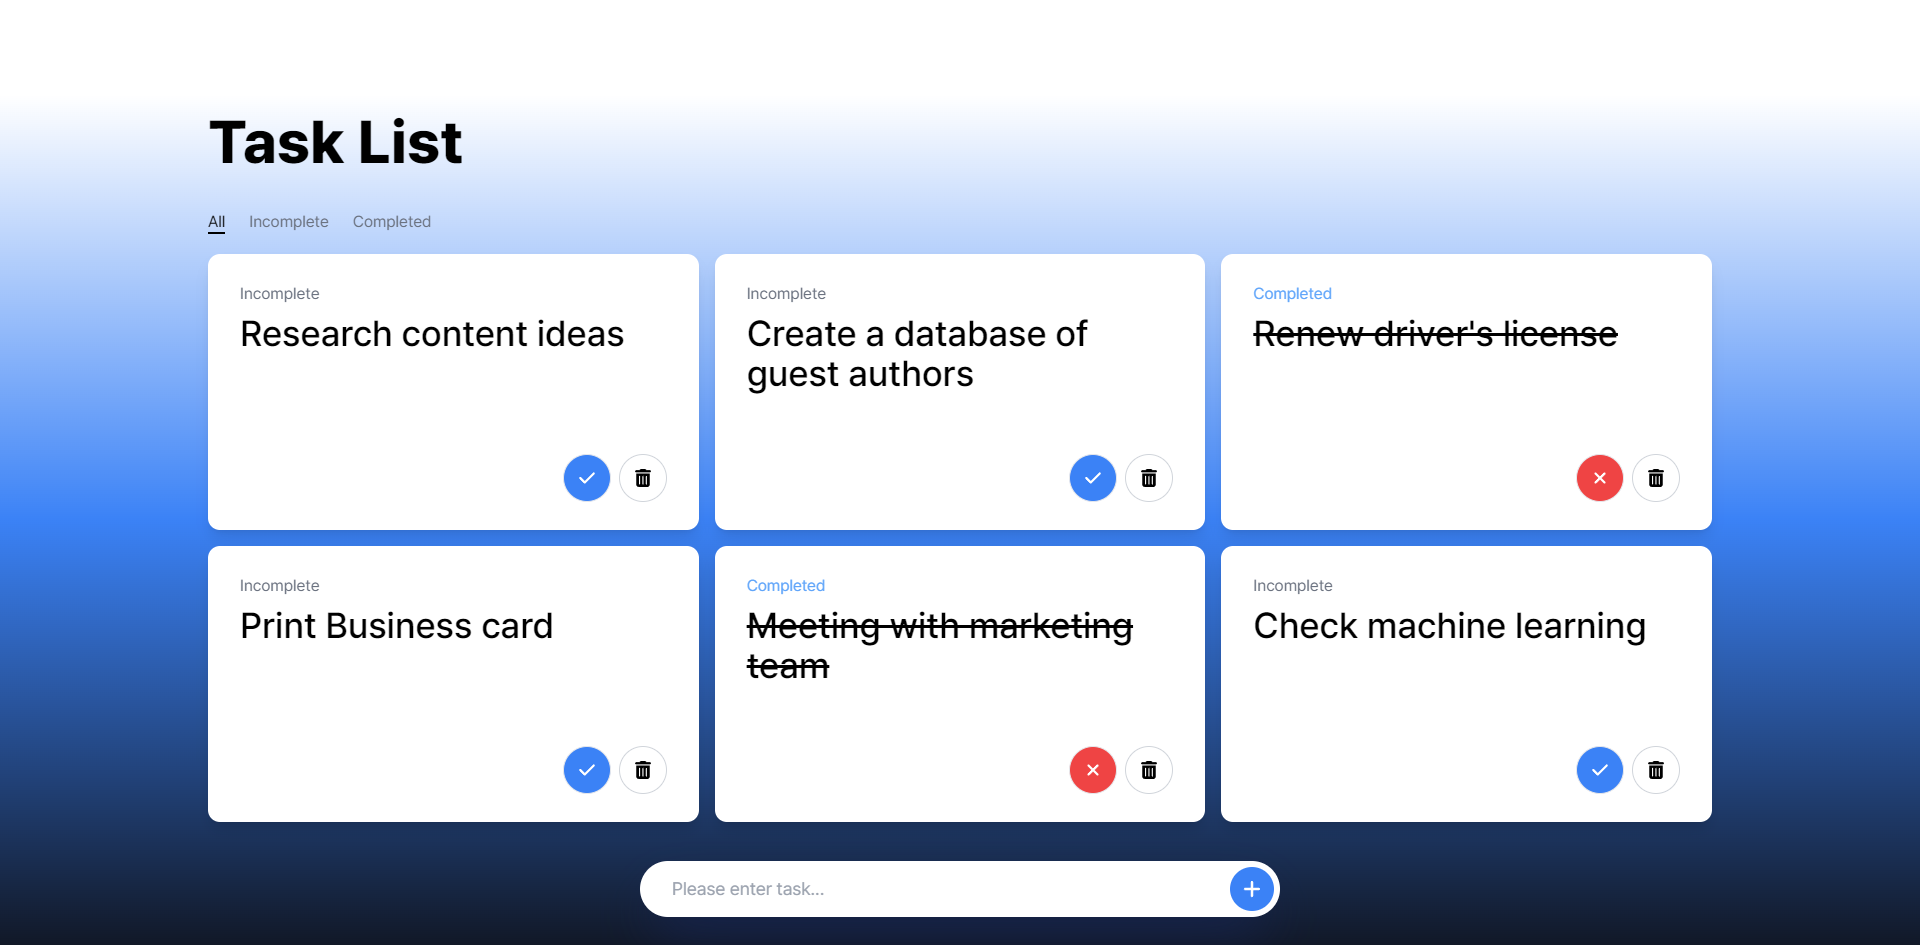 Task List
All Incomplete Completed
Incomplete
Research content ideas
Incomplete
Create a database of
guest authors
Completed
Renew driver's license
Incomplete
Print Business card
Completed
Meeting with marketing
team
Incomplete
Check machine learning
Please enter task...